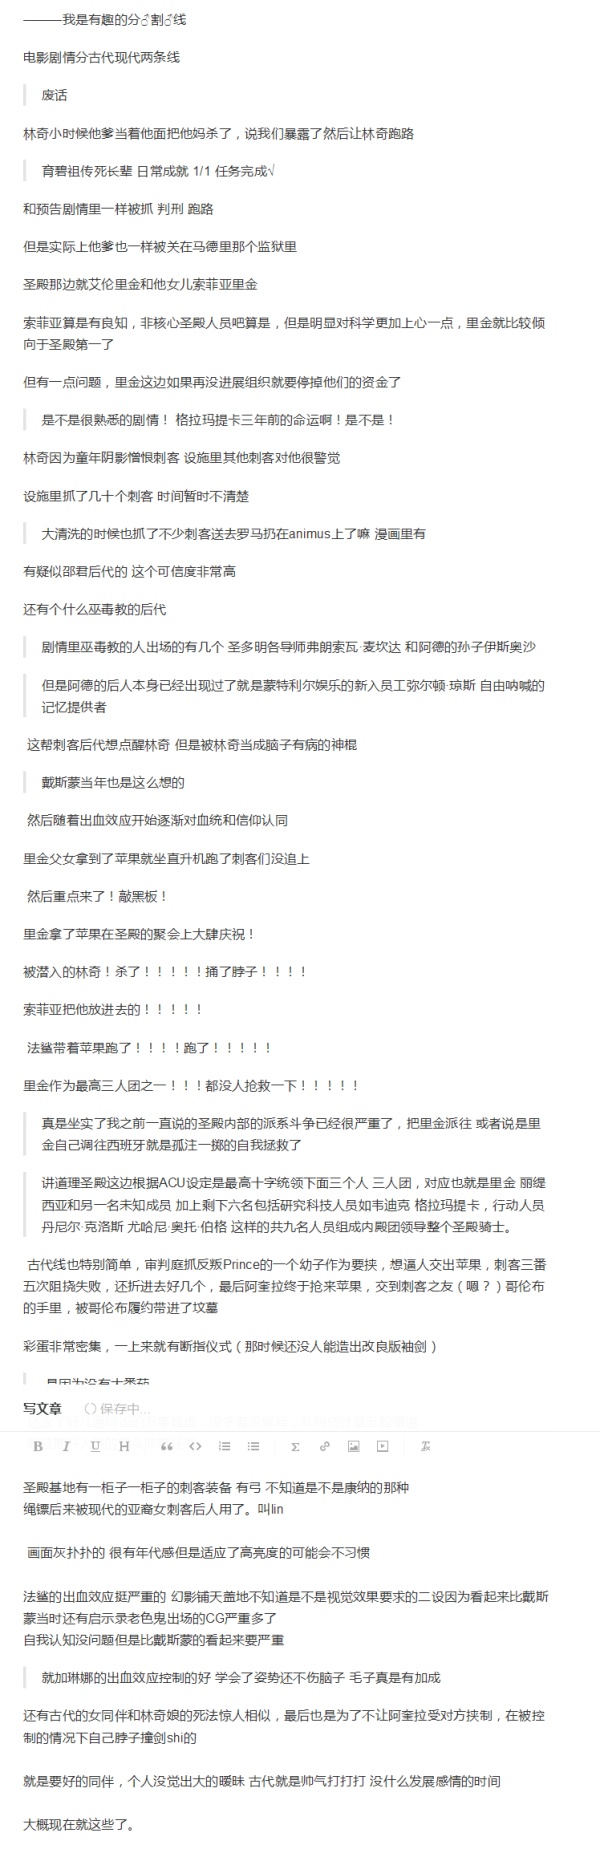 ———我是有趣的分♂割♂线
电影剧情分古代现代两条线
废话
林奇小时候他爹当着他面把他妈杀了，说我们暴露了然后让林奇跑路
育碧祖传死长辈 日常成就 1/1 任务完成√
和预告剧情里一样被抓 判刑 跑路
但是实际上他爹也一样被关在马德里那个监狱里
圣殿那边就艾伦里金和他女儿索菲亚里金
索菲亚算是有良知，非核心圣殿人员吧算是，但是明显对科学更加上心一点，里金就比较倾
向于圣殿第一了
但有一点问题，里金这边如果再没进展组织就要停掉他们的资金了
是不是很熟悉的剧情！ 格拉玛提卡三年前的命运啊！是不是！
林奇因为童年阴影憎恨刺客 设施里其他刺客对他很警觉
设施里抓了几十个刺客 时间暂时不清楚
大清洗的时候也抓了不少刺客送去罗马扔在animus上了嘛 漫画里有
有疑似邵君后代的 这个可信度非常高
还有个什么巫毒教的后代
剧情里巫毒教的人出场的有几个 圣多明各导师弗朗索瓦·麦坎达 和阿德的孙子伊斯奥沙
但是阿德的后人本身已经出现过了就是蒙特利尔娱乐的新入员工弥尔顿·琼斯 自由呐喊的
记忆提供者
这帮刺客后代想点醒林奇 但是被林奇当成脑子有病的神棍
戴斯蒙当年也是这么想的
然后随着出血效应开始逐渐对血统和信仰认同
里金父女拿到了苹果就坐直升机跑了刺客们没追上
然后重点来了！敲黑板！
里金拿了苹果在圣殿的聚会上大肆庆祝！
被潜入的林奇！杀了！！！！！捅了脖子！！！！
索菲亚把他放进去的！！！！！
法鲨带着苹果跑了！！！！跑了！！！！！
里金作为最高三人团之一！！！都没人抢救一下！！！！！
真是坐实了我之前一直说的圣殿内部的派系斗争已经很严重了，把里金派往 或者说是里
金自己调往西班牙就是孤注一掷的自我拯救了
讲道理圣殿这边根据ACU设定是最高十字统领下面三个人 三人团，对应也就是里金 丽缇
西亚和另一名未知成员 加上剩下六名包括研究科技人员如韦迪克 格拉玛提卡，行动人员
丹尼尔·克洛斯 尤哈尼·奥托·伯格 这样的共九名人员组成内殿团领导整个圣殿骑士。
古代线也特别简单，审判庭抓反叛Prince的一个幼子作为要挟，想逼人交出苹果，刺客三番
五次阻挠失败，还折进去好几个，最后阿奎拉终于抢来苹果，交到刺客之友（嗯？）哥伦布
的手里，被哥伦布履约带进了坟墓
彩蛋非常密集，一上来就有断指仪式（那时候还没人能造出改良版袖剑）
是因为没有大番茄
写文章 保存中...
B I U H
圣殿基地有一柜子一柜子的刺客装备 有弓 不知道是不是康纳的那种
绳镖后来被现代的亚裔女刺客后人用了。叫lin
画面灰扑扑的 很有年代感但是适应了高亮度的可能会不习惯
法鲨的出血效应挺严重的 幻影铺天盖地不知道是不是视觉效果要求的二设因为看起来比戴斯
蒙当时还有启示录老色鬼出场的CG严重多了
自我认知没问题但是比戴斯蒙的看起来要严重
就加琳娜的出血效应控制的好 学会了姿势还不伤脑子 毛子真是有加成
还有古代的女同伴和林奇娘的死法惊人相似，最后也是为了不让阿奎拉受对方挟制，在被控
制的情况下自己脖子撞剑shi的
就是要好的同伴，个人没觉出大的暧昧 古代就是帅气打打打 没什么发展感情的时间
大概现在就这些了。